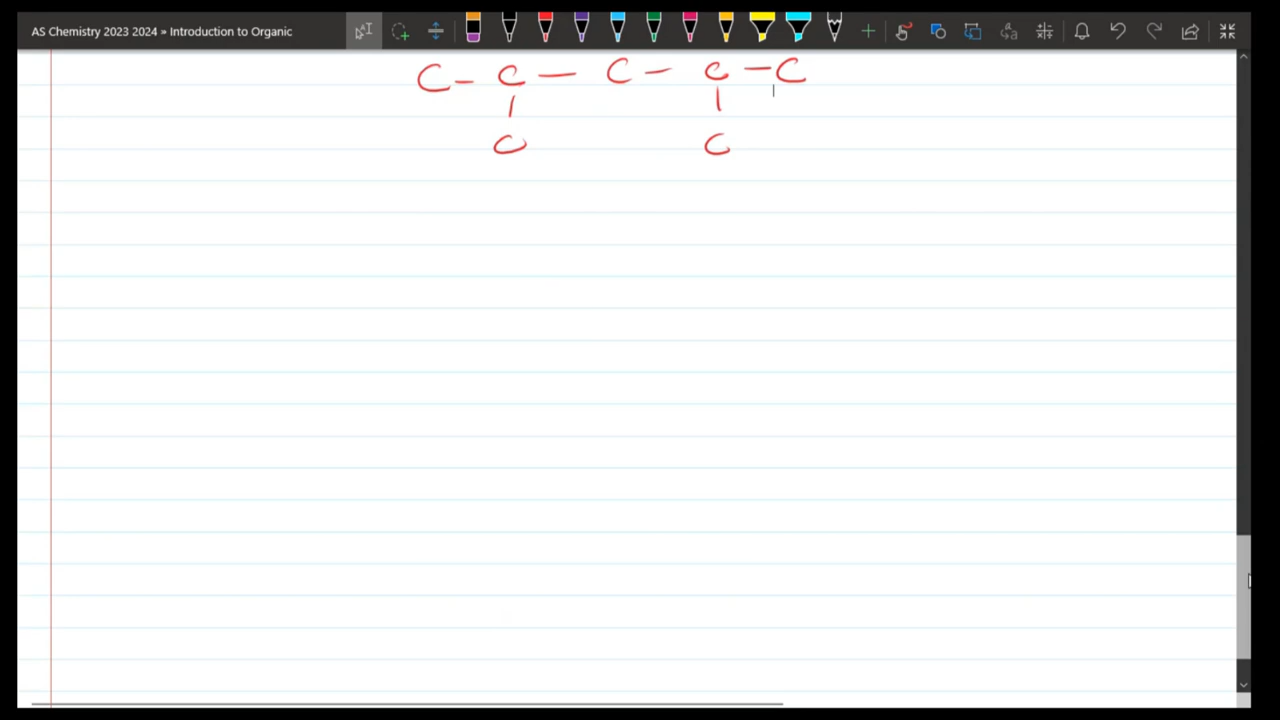 AS Chemistry 2023 2024 » Introduction to Organic
C - C - C - C - C
C C